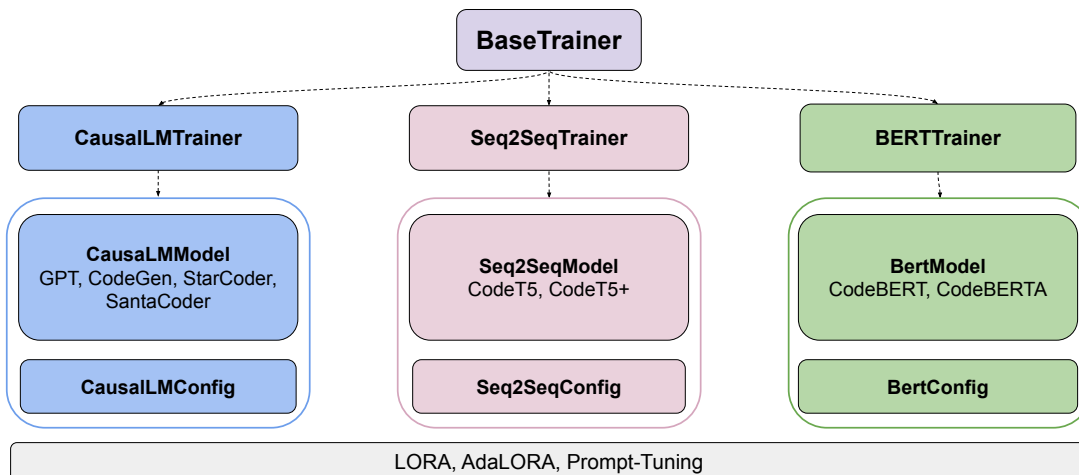 BaseTrainer
CausalLMTrainer
Seq2SeqTrainer
BERTTrainer
CausaLMModel
GPT, CodeGen, StarCoder,
SantaCoder
Seq2SeqModel
CodeT5, CodeT5+
BertModel
CodeBERT, CodeBERTA
CausalLMConfig
Seq2SeqConfig
BertConfig
LORA, AdaLORA, Prompt-Tuning